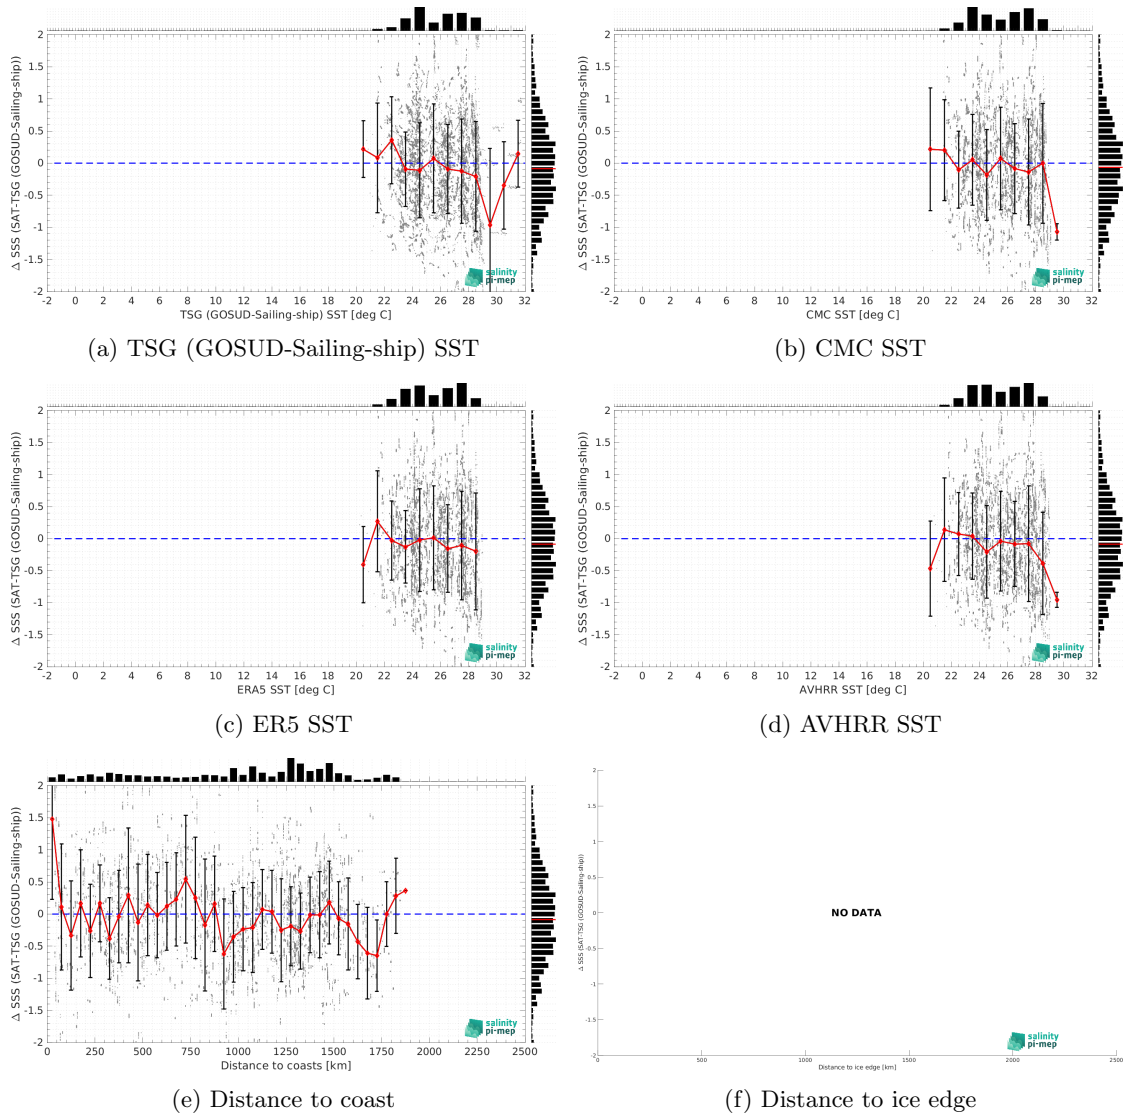 Δ SSS (SAT-TSG (GOSUD-Sailing-ship))
2
1.5
1
0.5
0
-0.5
-1
-1.5
-2
-2 0 2 4 6 8 10 12 14 16 18 20 22 24 26 28 30 32
TSG (GOSUD-Sailing-ship) SST [deg C]
salinity
pi-mep
(a) TSG (GOSUD-Sailing-ship) SST
Δ SSS (SAT-TSG (GOSUD-Sailing-ship))
2
1.5
1
0.5
0
-0.5
-1
-1.5
-2
-2 0 2 4 6 8 10 12 14 16 18 20 22 24 26 28 30 32
CMC SST [deg C]
salinity
pi-mep
(b) CMC SST
Δ SSS (SAT-TSG (GOSUD-Sailing-ship))
2
1.5
1
0.5
0
-0.5
-1
-1.5
-2
-2 0 2 4 6 8 10 12 14 16 18 20 22 24 26 28 30 32
ERA5 SST [deg C]
salinity
pi-mep
(c) ER5 SST
Δ SSS (SAT-TSG (GOSUD-Sailing-ship))
2
1.5
1
0.5
0
-0.5
-1
-1.5
-2
-2 0 2 4 6 8 10 12 14 16 18 20 22 24 26 28 30 32
AVHRR SST [deg C]
salinity
pi-mep
(d) AVHRR SST
Δ SSS (SAT-TSG (GOSUD-Sailing-ship))
2
1.5
1
0.5
0
-0.5
-1
-1.5
-2
0 250 500 750 1000 1250 1500 1750 2000 2250 2500
Distance to coasts [km]
salinity
pi-mep
(e) Distance to coast
Δ SSS (SAT-TSG (GOSUD-Sailing-ship))
2
1.5
1
0.5
0
-0.5
-1
-1.5
-2
NO DATA
0 500 1000 1500 2000 2500
Distance to ice edge [km]
salinity
pi-mep
(f) Distance to ice edge